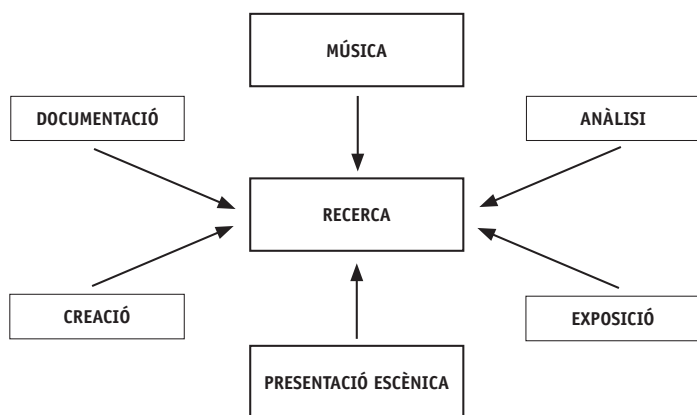 MÚSICA
DOCUMENTACIÓ
ANÀLISI
RECERCA
CREACIÓ
EXPOSICIÓ
PRESENTACIÓ ESCÈNICA